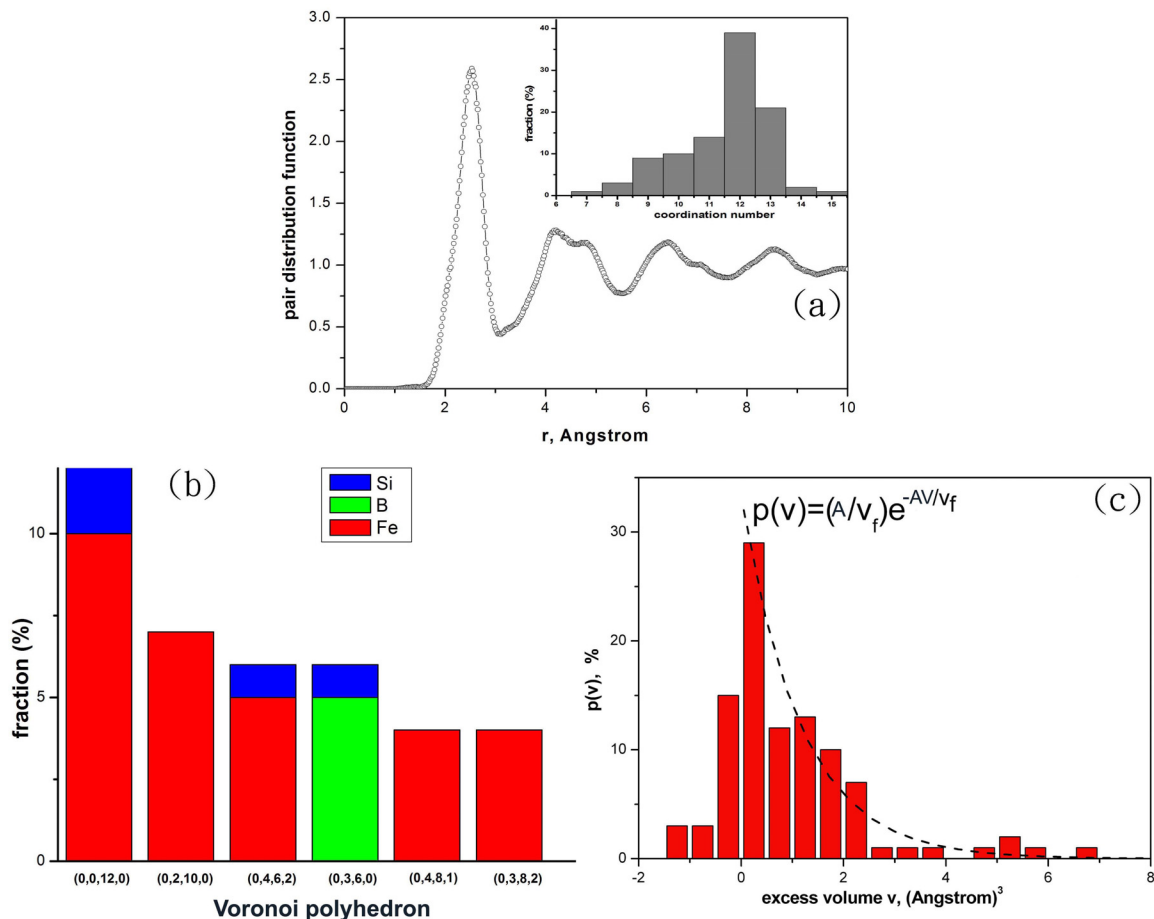 3.0
2.5
2.0
1.5
1.0
0.5
0.0
pair distribution function
0 2 4 6 8 10
r, Angstrom
40
30
20
10
0
fraction (%)
6 7 8 9 10 11 12 13 14 15
coordination number
(a)
(b)
Si
B
Fe
10
5
0
fraction (%)
(0,0,12,0) (0,2,10,0) (0,4,6,2) (0,3,6,0) (0,4,8,1) (0,3,8,2)
Voronoi polyhedron
(c)
p(v)=(A/v_f)e^-AV/v_f
30
20
10
0
p(v), %
-2 0 2 4 6 8
excess volume v, (Angstrom)³